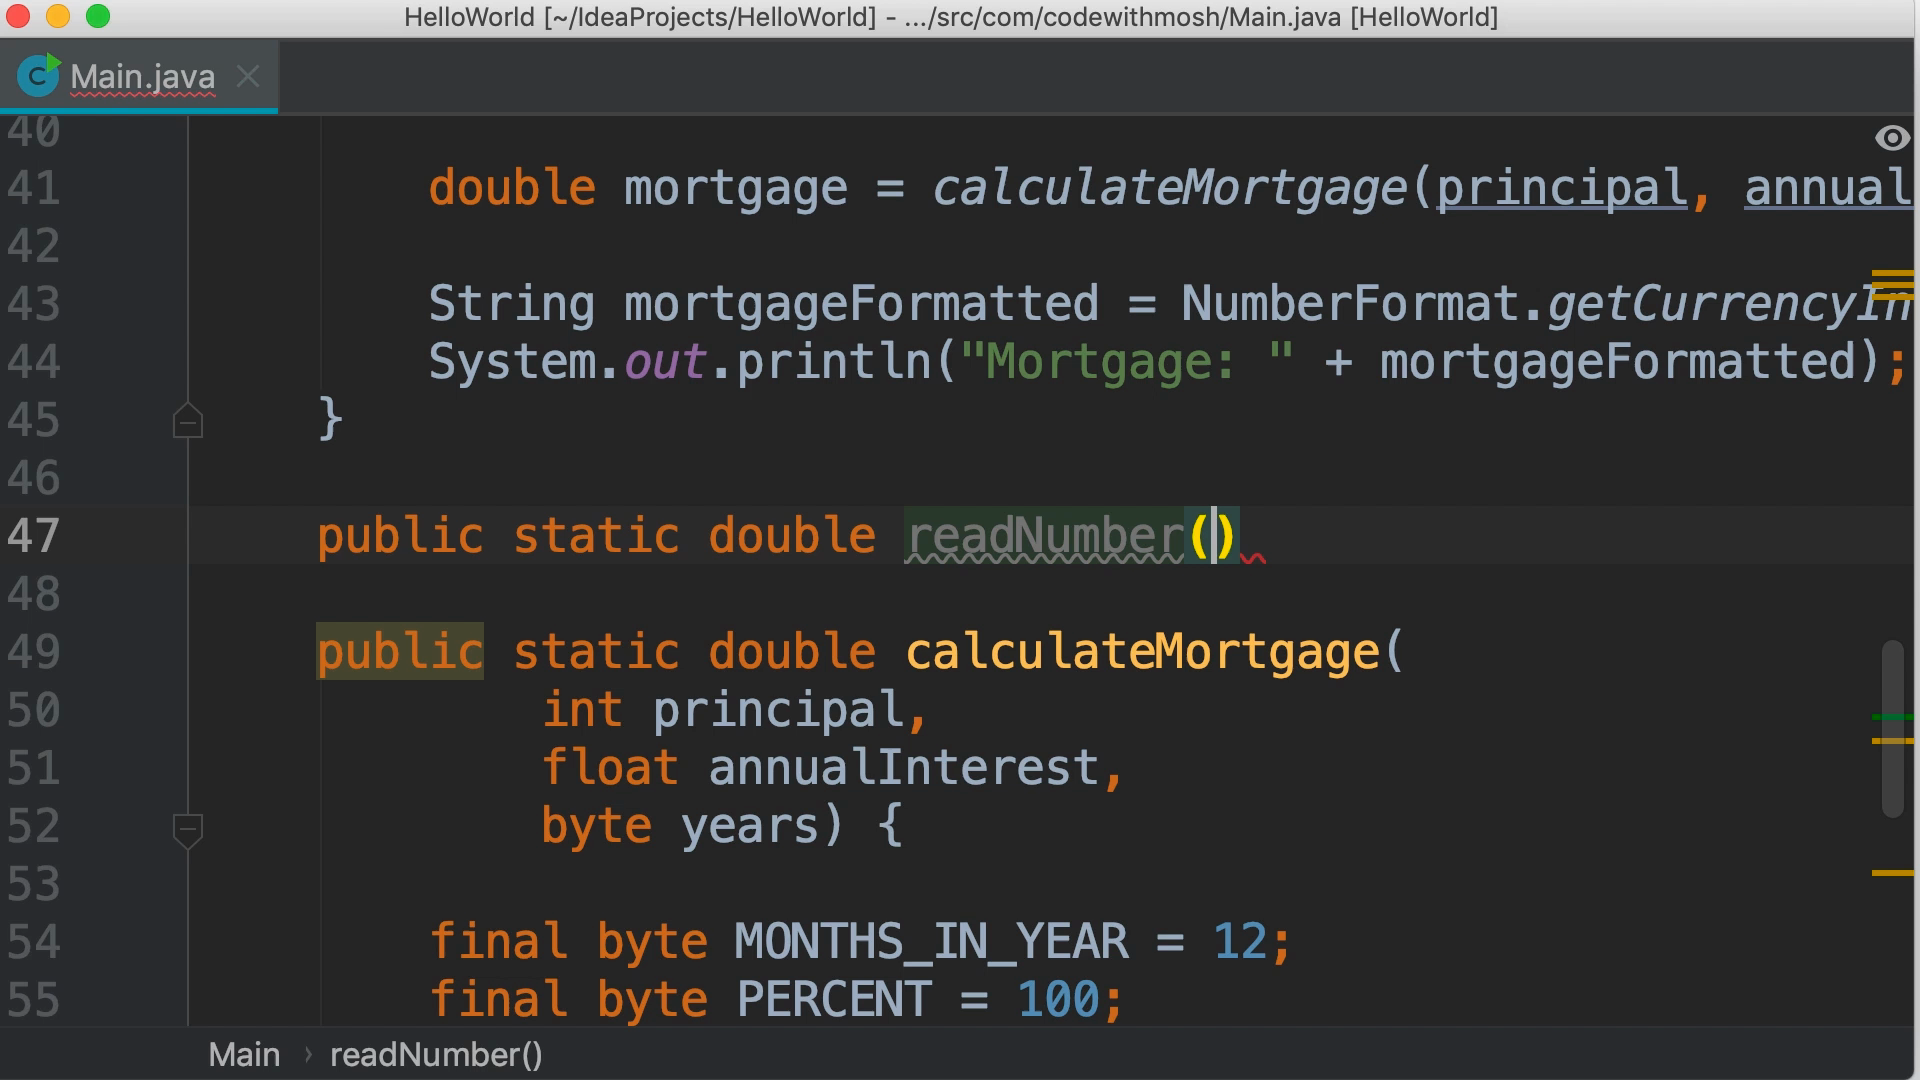 HelloWorld [~/IdeaProjects/HelloWorld] - .../src/com/codewithmosh/Main.java [HelloWorld]
Main.java
40
41 double mortgage = calculateMortgage(principal, annual
42
43 String mortgageFormatted = NumberFormat.getCurrencyIn
44 System.out.println("Mortgage: " + mortgageFormatted);
45 }
46
47 public static double readNumber()
48
49 public static double calculateMortgage(
50 int principal,
51 float annualInterest,
52 byte years) {
53
54 final byte MONTHS_IN_YEAR = 12;
55 final byte PERCENT = 100;
Main › readNumber()